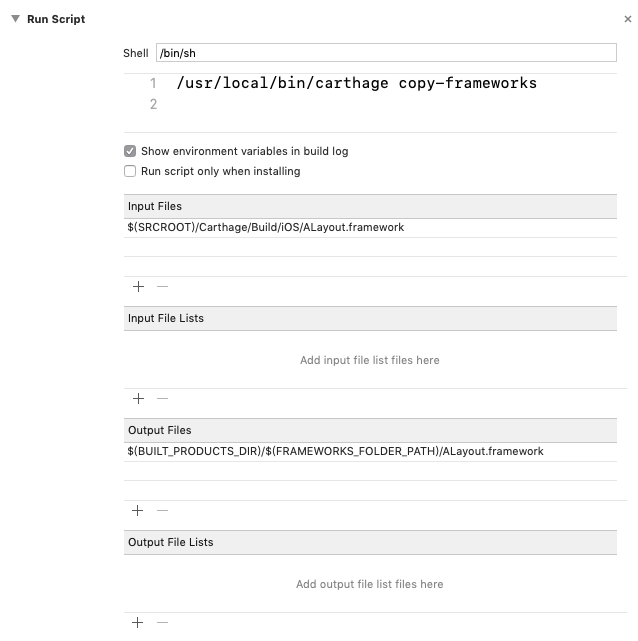 Run Script
Shell /bin/sh
1 /usr/local/bin/carthage copy-frameworks
2
Show environment variables in build log
Run script only when installing
Input Files
$(SRCROOT)/Carthage/Build/iOS/ALayout.framework
Input File Lists
Add input file list files here
Output Files
$(BUILT_PRODUCTS_DIR)/$(FRAMEWORKS_FOLDER_PATH)/ALayout.framework
Output File Lists
Add output file list files here